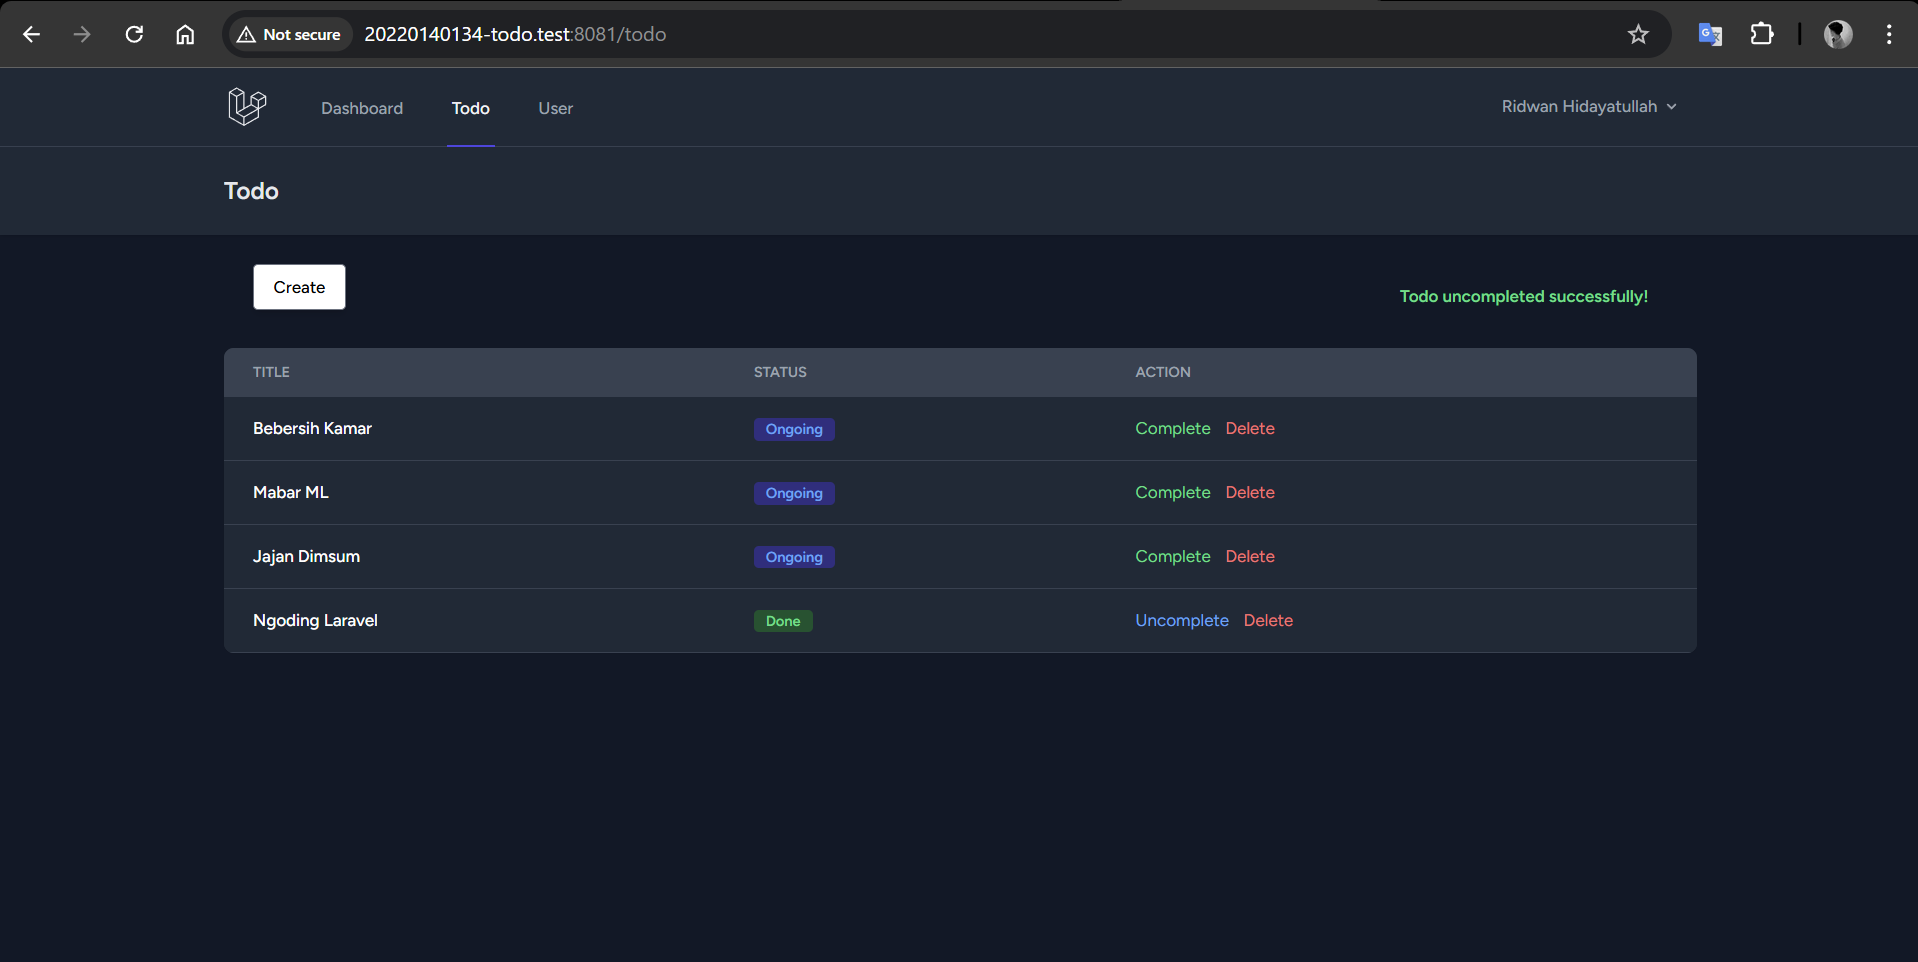 Not secure 20220140134-todo.test:8081/todo
Dashboard Todo User Ridwan Hidayatullah
Todo
Create
Todo uncompleted successfully!
TITLE STATUS ACTION
Bebersih Kamar Ongoing Complete Delete
Mabar ML Ongoing Complete Delete
Jajan Dimsum Ongoing Complete Delete
Ngoding Laravel Done Uncomplete Delete